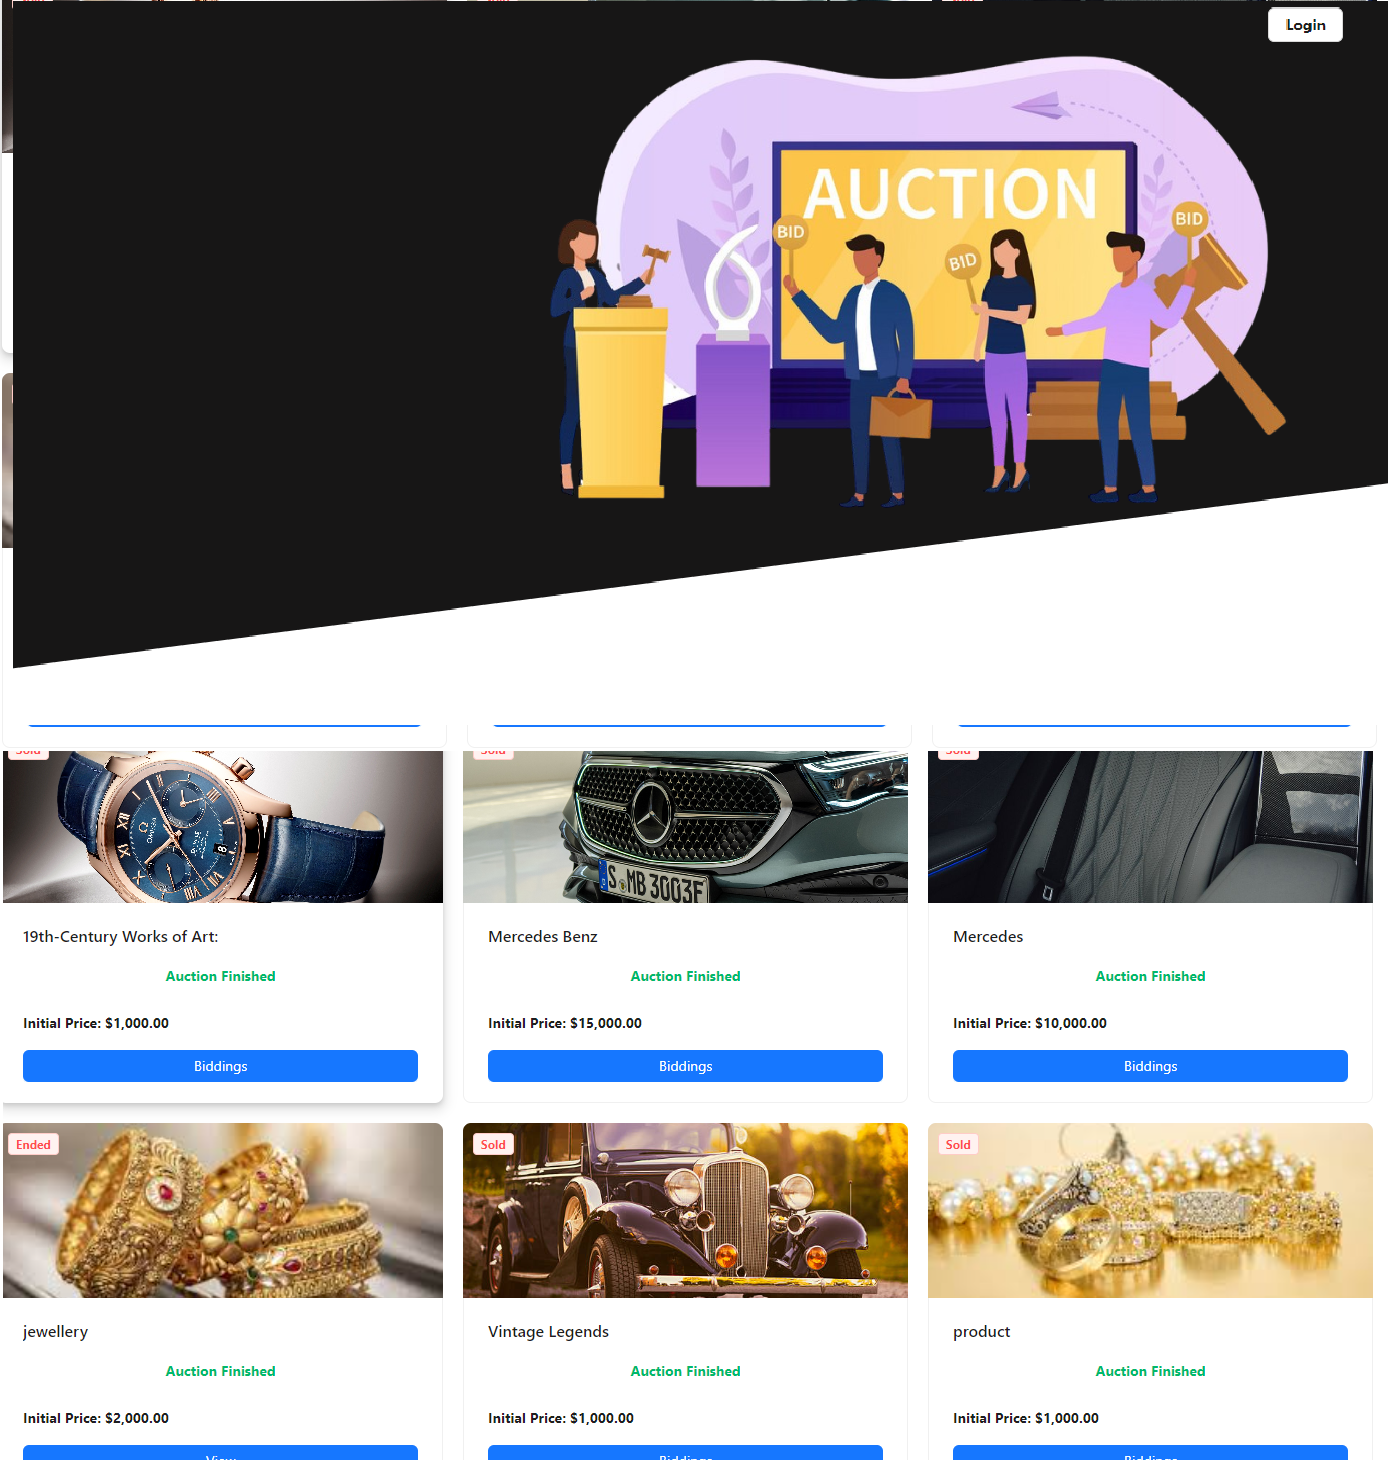 Login
AUCTION
BID
BID
BID
Sold
Sold
Sold
S MB 3003E
19th-Century Works of Art:
Mercedes Benz
Mercedes
Auction Finished
Auction Finished
Auction Finished
Initial Price: $1,000.00
Initial Price: $15,000.00
Initial Price: $10,000.00
Biddings
Biddings
Biddings
Ended
Sold
Sold
jewellery
Vintage Legends
product
Auction Finished
Auction Finished
Auction Finished
Initial Price: $2,000.00
Initial Price: $1,000.00
Initial Price: $1,000.00
View
Biddings
Biddings